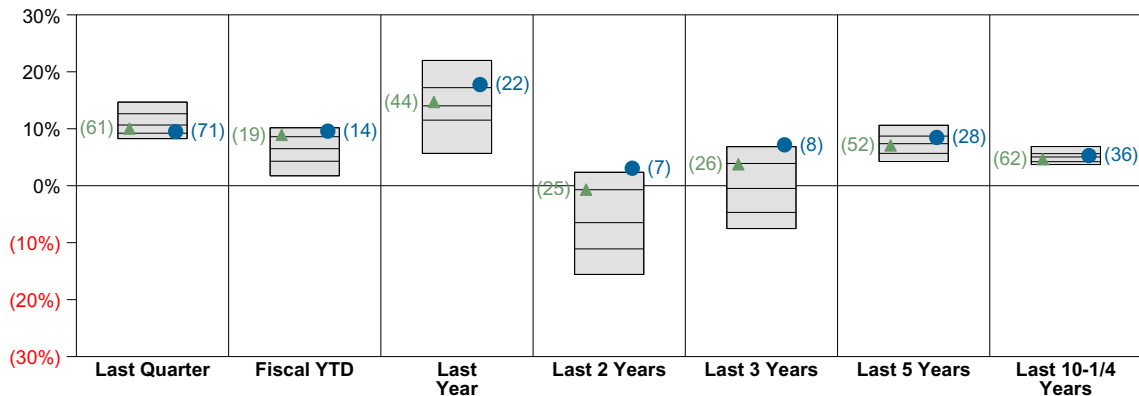 30%
20%
10%
0%
(10%)
(20%)
(30%)
(61) (71)
(19) (14)
(44) (22)
(25) (7)
(26) (8)
(52) (28)
(62) (36)
Last Quarter
Fiscal YTD
Last
Year
Last 2 Years
Last 3 Years
Last 5 Years
Last 10-1/4
Years